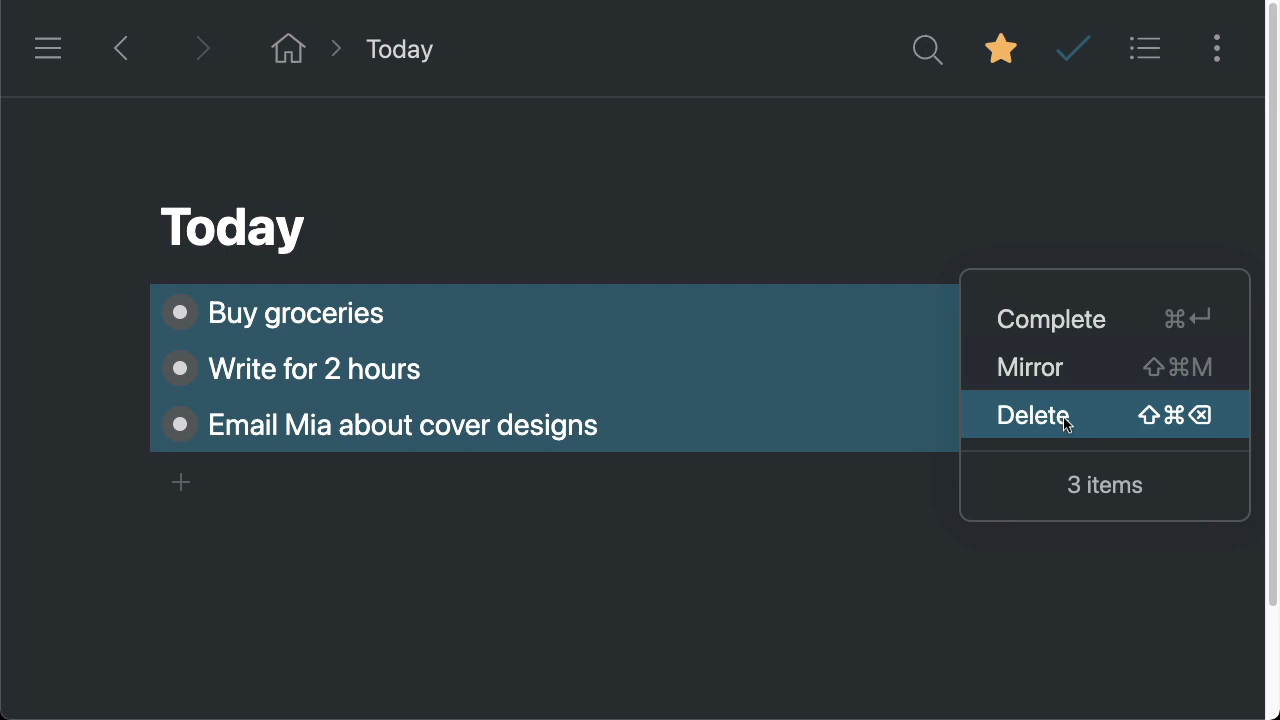 Today
Today
Buy groceries
Write for 2 hours
Email Mia about cover designs
Complete ⌘↵
Mirror ⇧⌘M
Delete ⇧⌘⌫
3 items